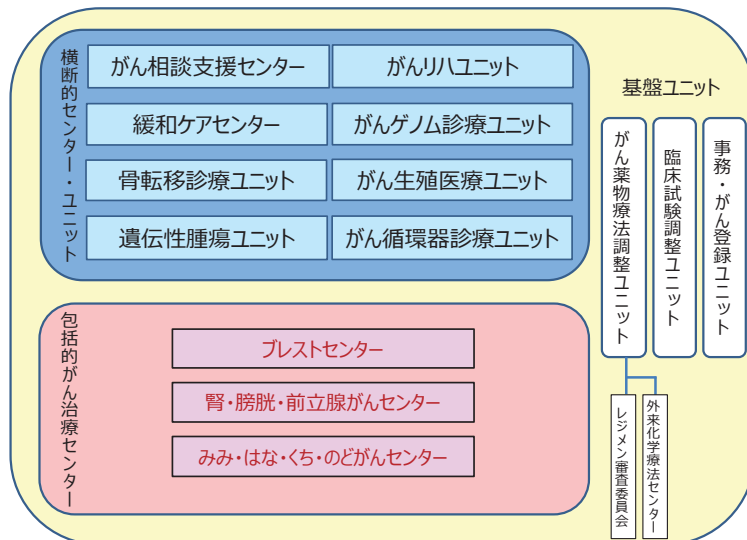 横断的センター・ユニット
がん相談支援センター
がんリハユニット
緩和ケアセンター
がんゲノム診療ユニット
骨転移診療ユニット
がん生殖医療ユニット
遺伝性腫瘍ユニット
がん循環器診療ユニット
包括的がん治療センター
ブレストセンター
腎・膀胱・前立腺がんセンター
みみ・はな・くち・のどがんセンター
基盤ユニット
がん薬物療法調整ユニット
臨床試験調整ユニット
事務・がん登録ユニット
レジメン審査委員会
外来化学療法センター